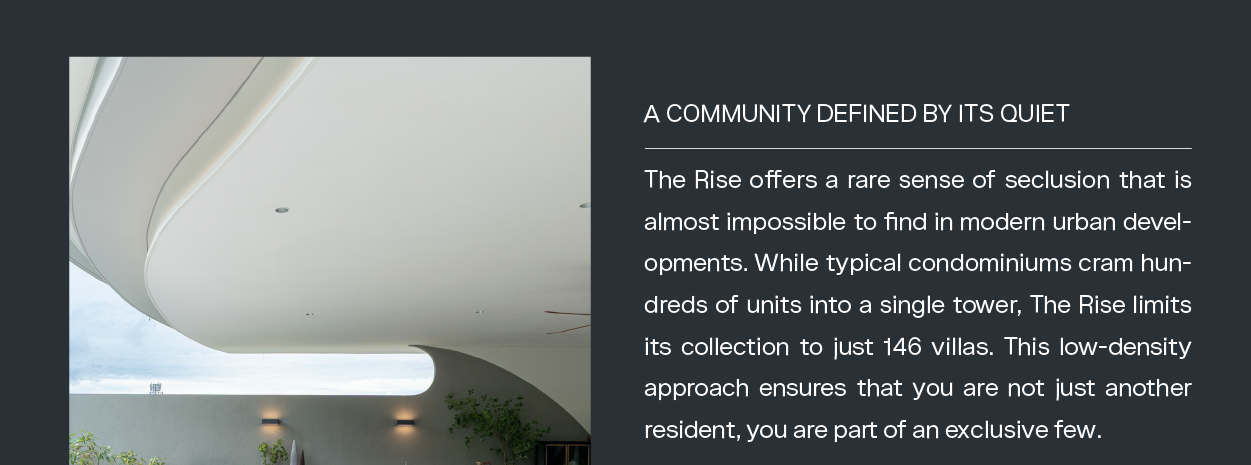 A COMMUNITY DEFINED BY ITS QUIET
The Rise offers a rare sense of seclusion that is
almost impossible to find in modern urban devel-
opments. While typical condominiums cram hun-
dreds of units into a single tower, The Rise limits
its collection to just 146 villas. This low-density
approach ensures that you are not just another
resident, you are part of an exclusive few.